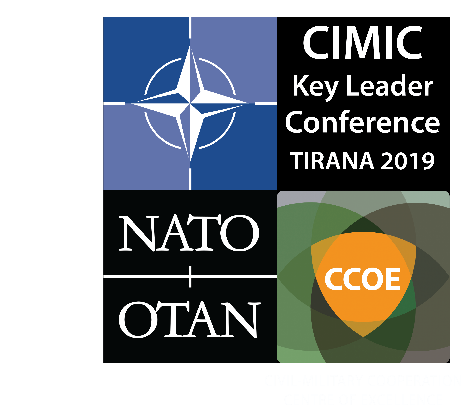 CIMIC
Key Leader
Conference
TIRANA 2019
NATO
OTAN
CCOE